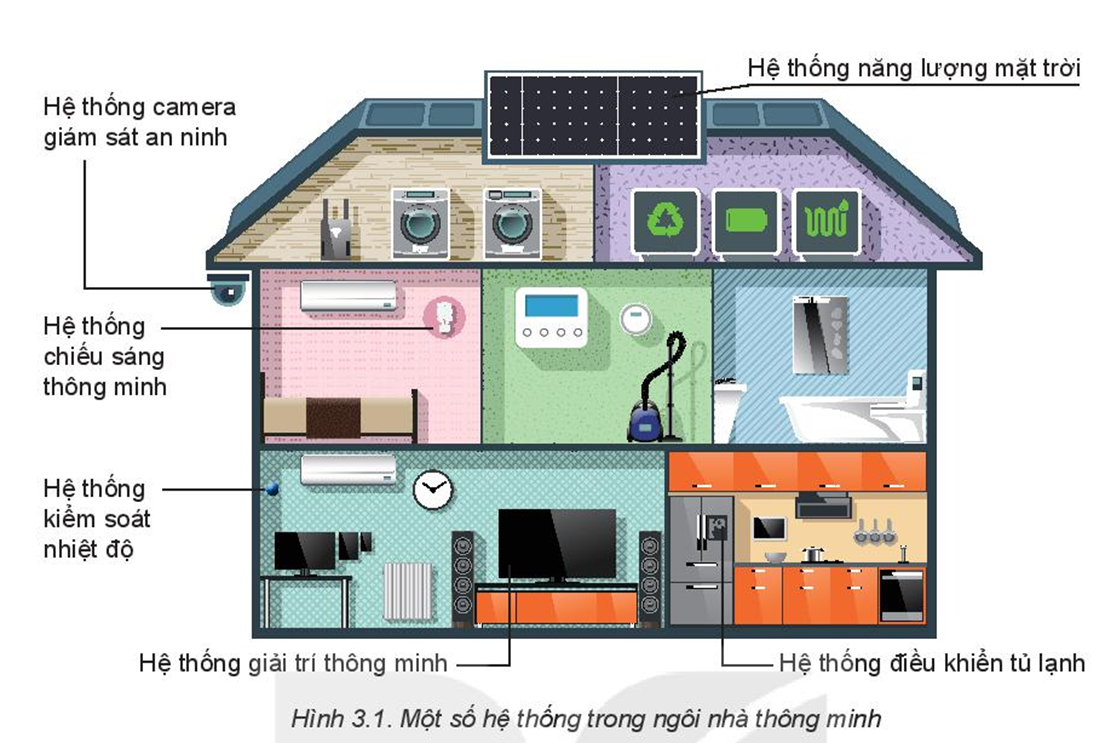 Hệ thống năng lượng mặt trời
Hệ thống camera
giám sát an ninh
Hệ thống
chiếu sáng
thông minh
Hệ thống
kiểm soát
nhiệt độ
Hệ thống giải trí thông minh
Hệ thống điều khiển tủ lạnh
Hình 3.1. Một số hệ thống trong ngôi nhà thông minh